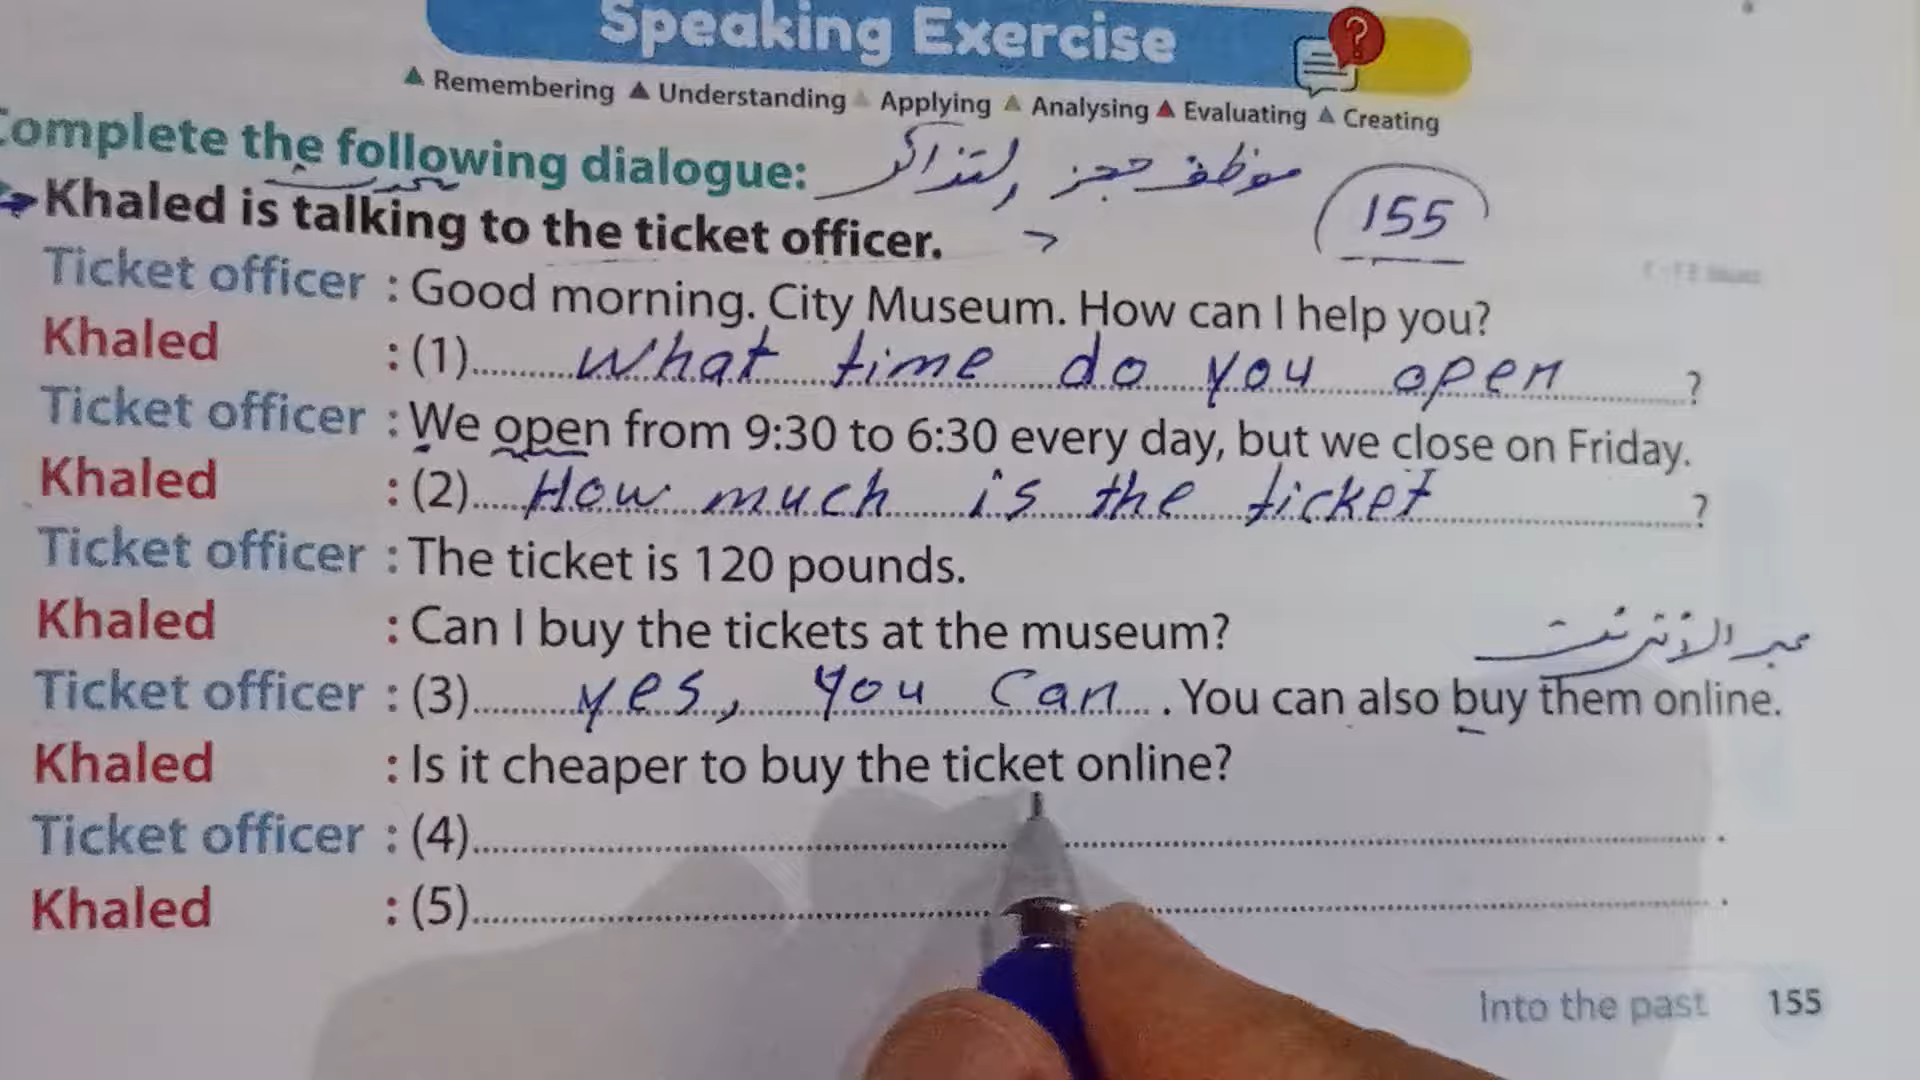 Speaking Exercise
Remembering Understanding Applying Analysing Evaluating Creating
Complete the following dialogue: موظف حجز التذاكر
155
Khaled is talking to the ticket officer.
Ticket officer : Good morning. City Museum. How can I help you?
Khaled : (1) What time do you open ?
Ticket officer : We open from 9:30 to 6:30 every day, but we close on Friday.
Khaled : (2) How much is the ticket ?
Ticket officer : The ticket is 120 pounds.
Khaled : Can I buy the tickets at the museum?
عبر الانترنت
Ticket officer : (3) yes, you can . You can also buy them online.
Khaled : Is it cheaper to buy the ticket online?
Ticket officer : (4) .
Khaled : (5) .
Into the past 155